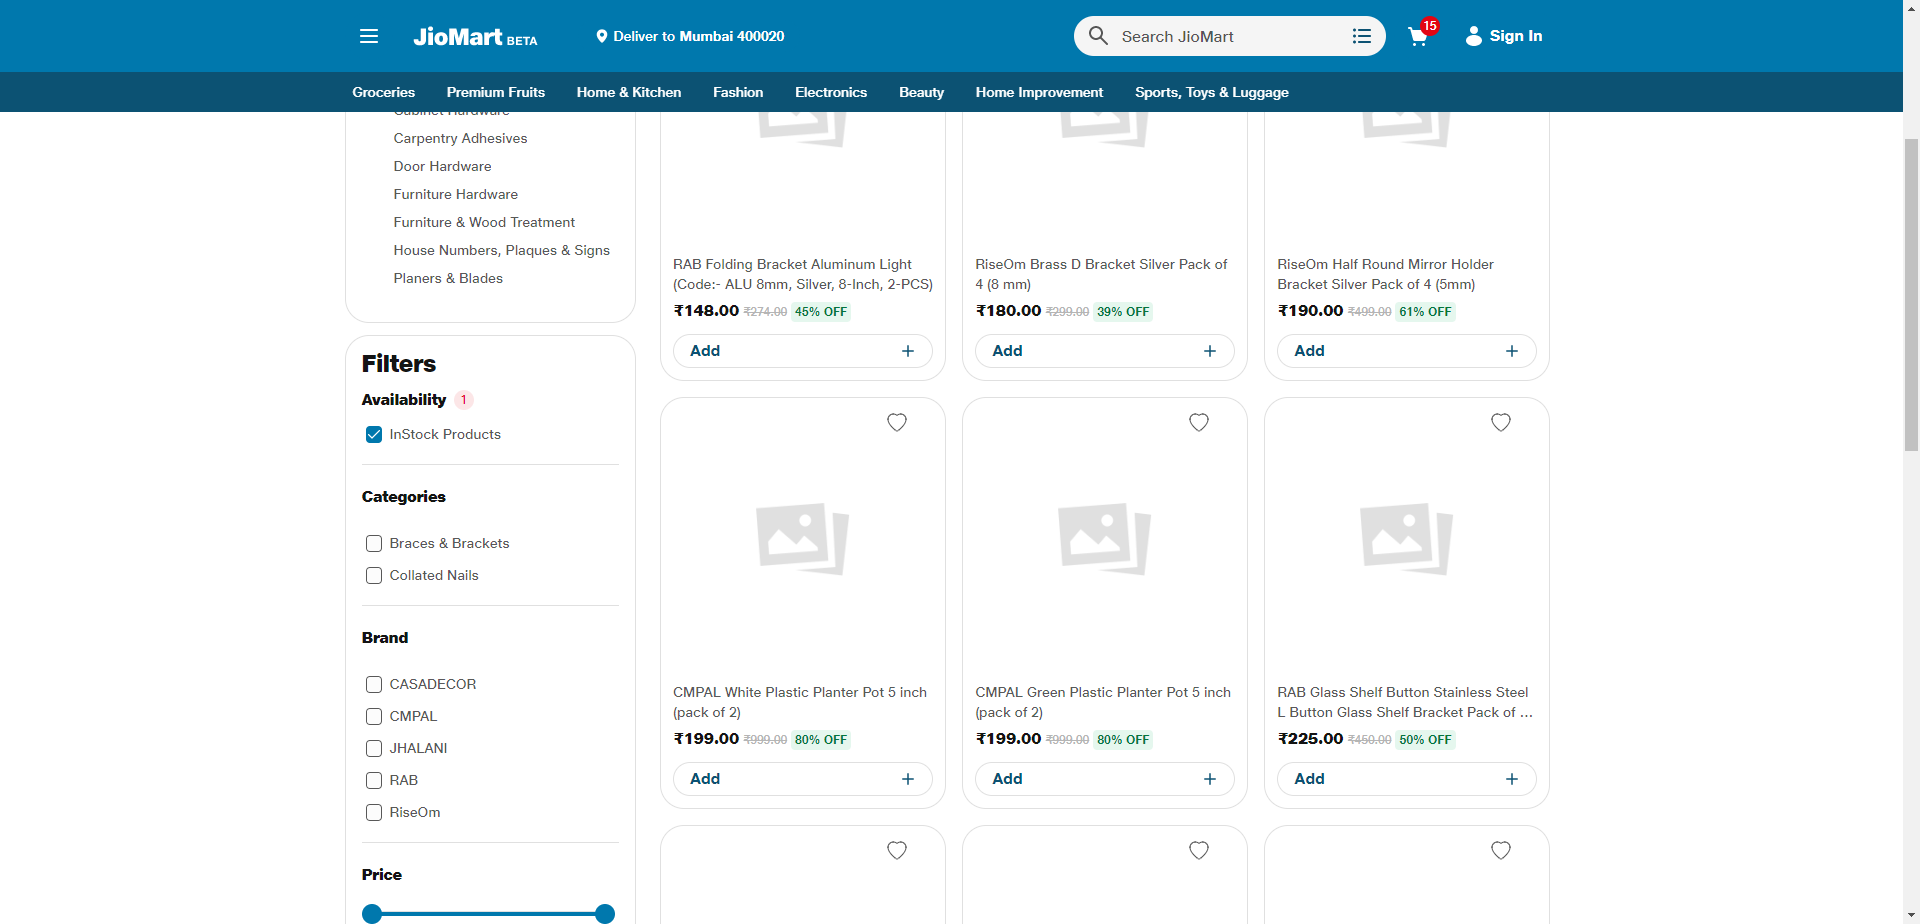 JioMart BETA
Deliver to Mumbai 400020
Search JioMart
15
Sign In
Groceries
Premium Fruits
Home & Kitchen
Fashion
Electronics
Beauty
Home Improvement
Sports, Toys & Luggage
Cabinet Hardware
Carpentry Adhesives
Door Hardware
Furniture Hardware
Furniture & Wood Treatment
House Numbers, Plaques & Signs
Planers & Blades
Filters
Availability 1
InStock Products
Categories
Braces & Brackets
Collated Nails
Brand
CASADECOR
CMPAL
JHALANI
RAB
RiseOm
Price
RAB Folding Bracket Aluminum Light
(Code:- ALU 8mm, Silver, 8-Inch, 2-PCS)
₹148.00 ₹274.00 45% OFF
Add
RiseOm Brass D Bracket Silver Pack of
4 (8 mm)
₹180.00 ₹299.00 39% OFF
Add
RiseOm Half Round Mirror Holder
Bracket Silver Pack of 4 (5mm)
₹190.00 ₹499.00 61% OFF
Add
CMPAL White Plastic Planter Pot 5 inch
(pack of 2)
₹199.00 ₹999.00 80% OFF
Add
CMPAL Green Plastic Planter Pot 5 inch
(pack of 2)
₹199.00 ₹999.00 80% OFF
Add
RAB Glass Shelf Button Stainless Steel
L Button Glass Shelf Bracket Pack of ...
₹225.00 ₹450.00 50% OFF
Add